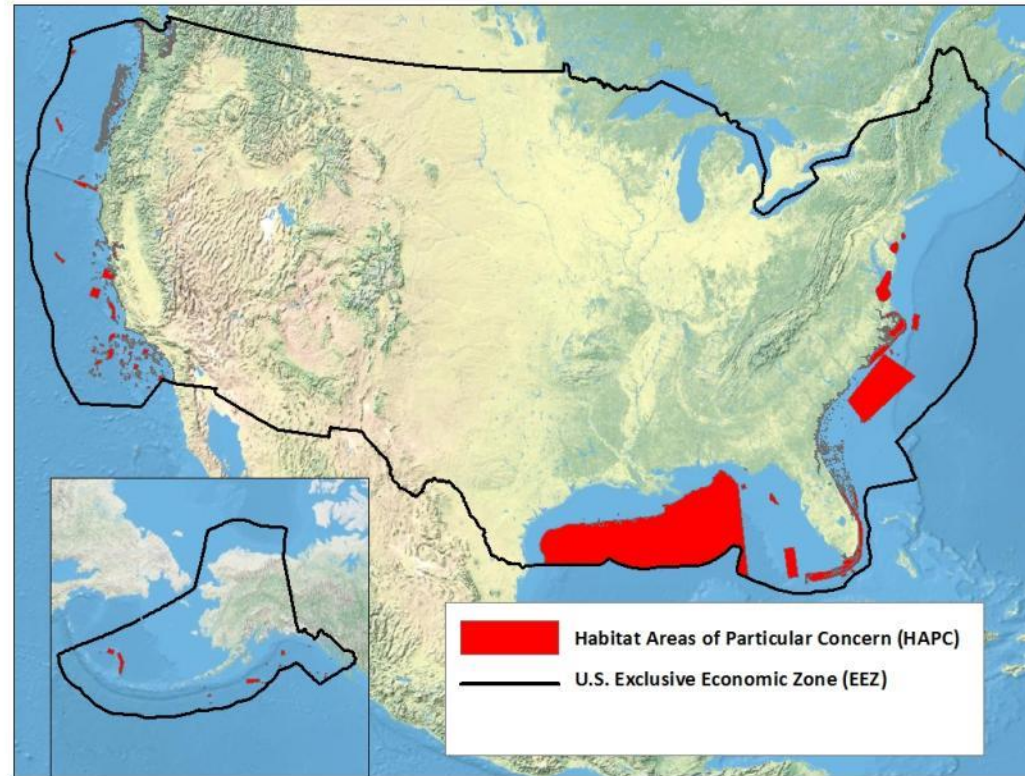 Habitat Areas of Particular Concern (HAPC)
U.S. Exclusive Economic Zone (EEZ)